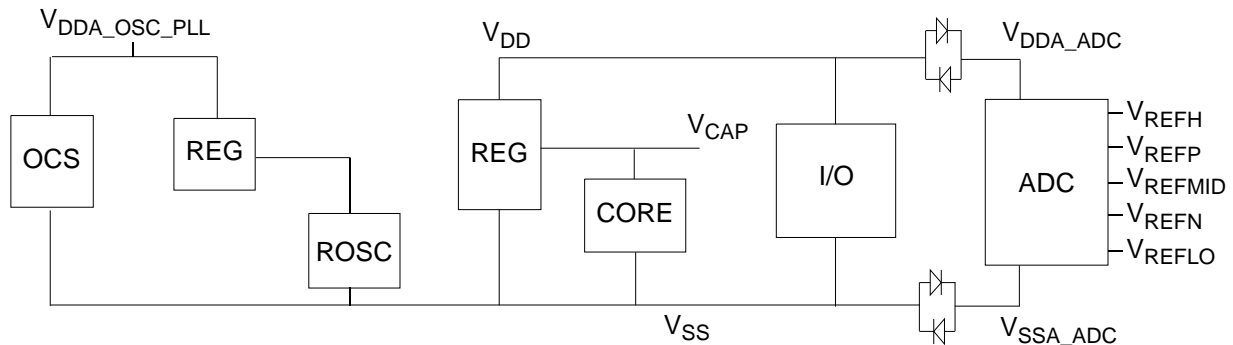 VDDA_OSC_PLL
VDD
VDDA_ADC
OCS
REG
ROSC
REG
VCAP
CORE
I/O
ADC
VREFH
VREFP
VREFMID
VREFN
VREFLO
VSS
VSSA_ADC